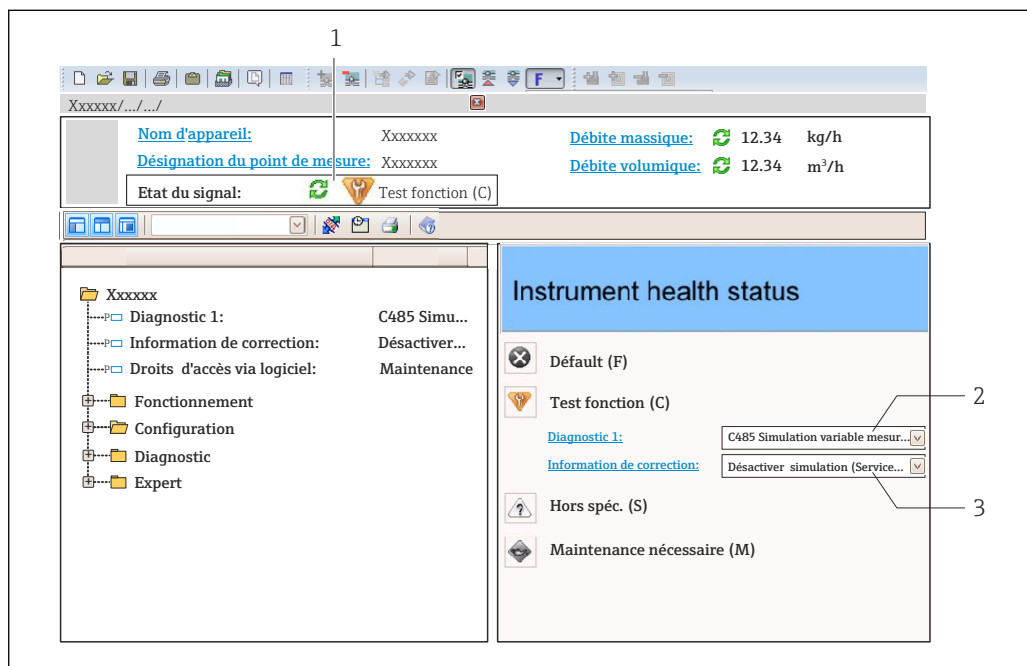 1
F
Xxxxxx/.../.../
Nom d'appareil: Xxxxxxx
Désignation du point de mesure: Xxxxxxx
Etat du signal: Test fonction (C)
Débite massique: 12.34 kg/h
Débite volumique: 12.34 m³/h
Xxxxxx
P Diagnostic 1: C485 Simu...
P Information de correction: Désactiver...
P Droits d'accès via logiciel: Maintenance
Fonctionnement
Configuration
Diagnostic
Expert
Instrument health status
Défault (F)
Test fonction (C)
Diagnostic 1: C485 Simulation variable mesur...
2
Information de correction: Désactiver simulation (Service...
3
Hors spéc. (S)
Maintenance nécessaire (M)